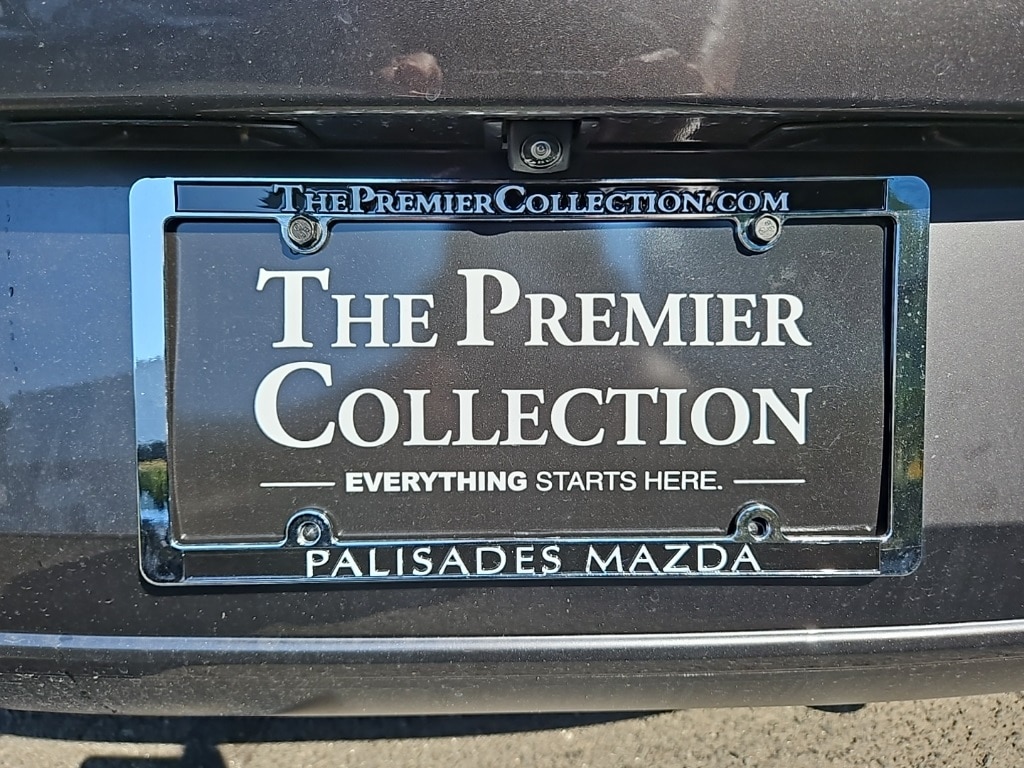 THEPREMIERCOLLECTION.COM
THE PREMIER
COLLECTION
EVERYTHING STARTS HERE.
PALISADES MAZDA